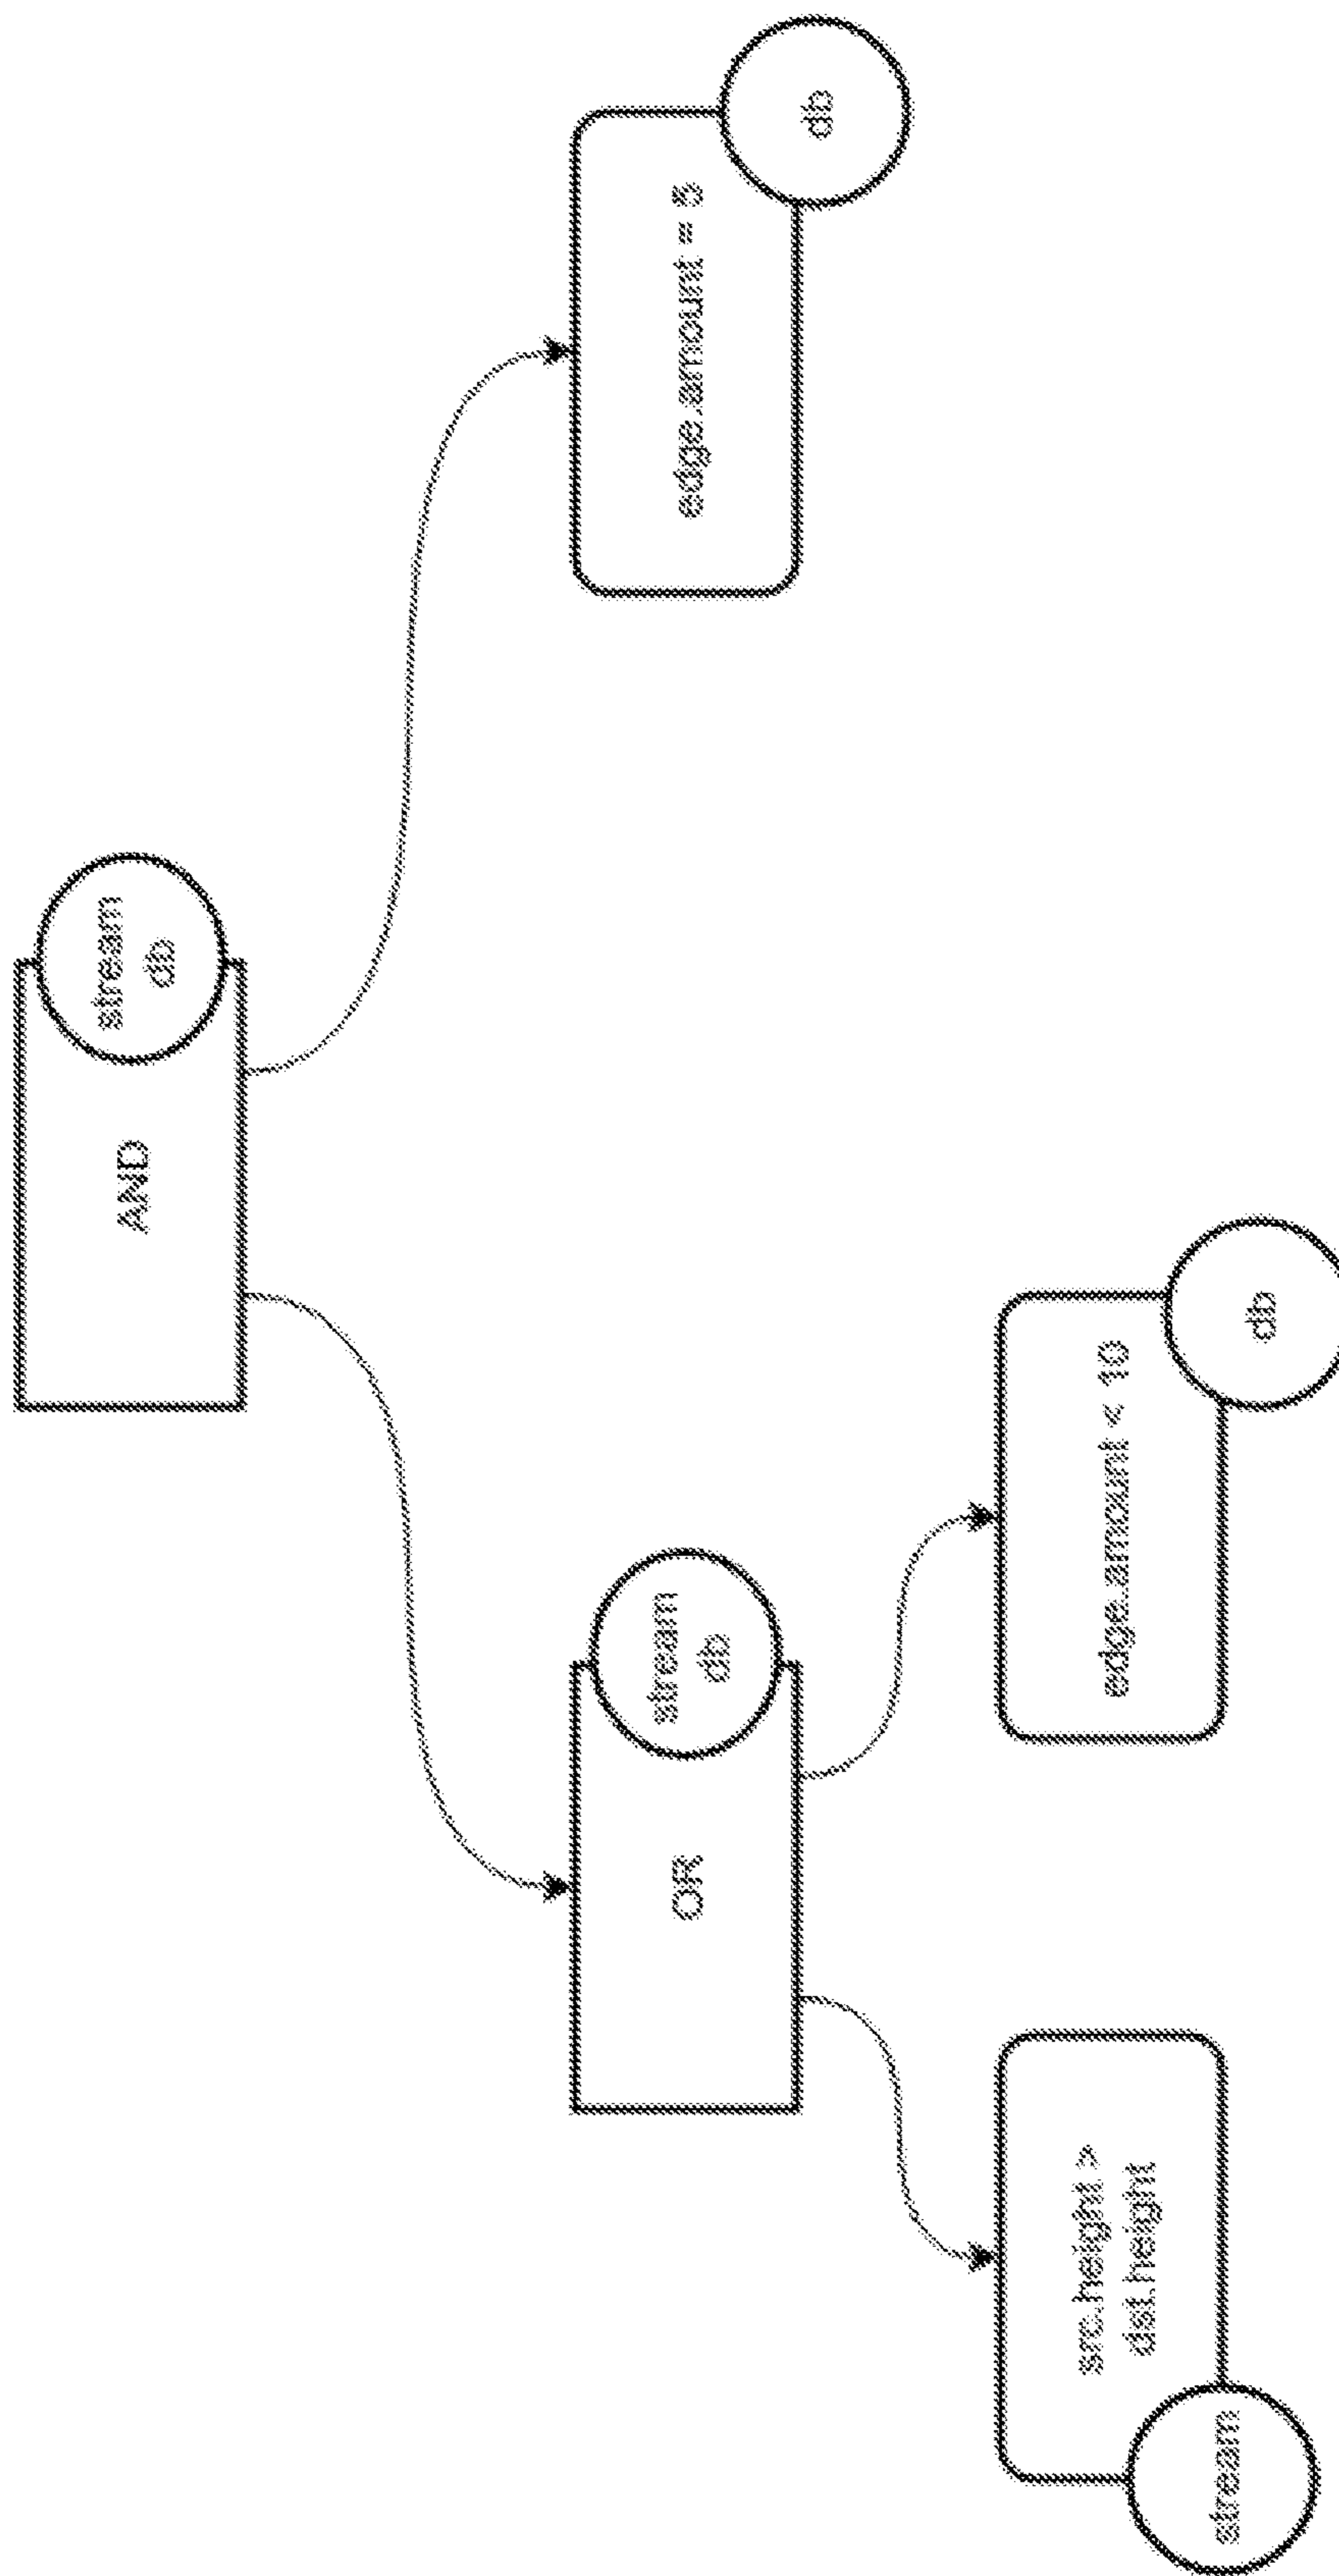 AND
stream
db
OR
stream
db
edge.amount = 5
db
src.height >
dst.height
stream
edge.amount < 10
db